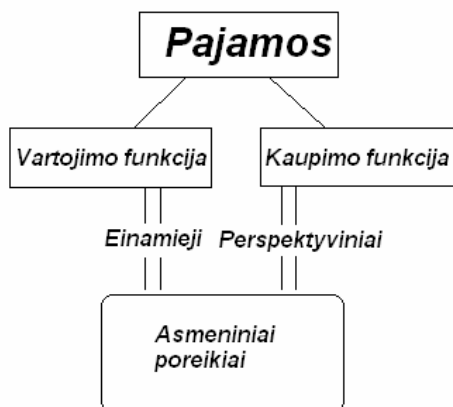 Pajamos
Vartojimo funkcija
Kaupimo funkcija
Einamieji
Perspektyviniai
Asmeniniai
poreikiai